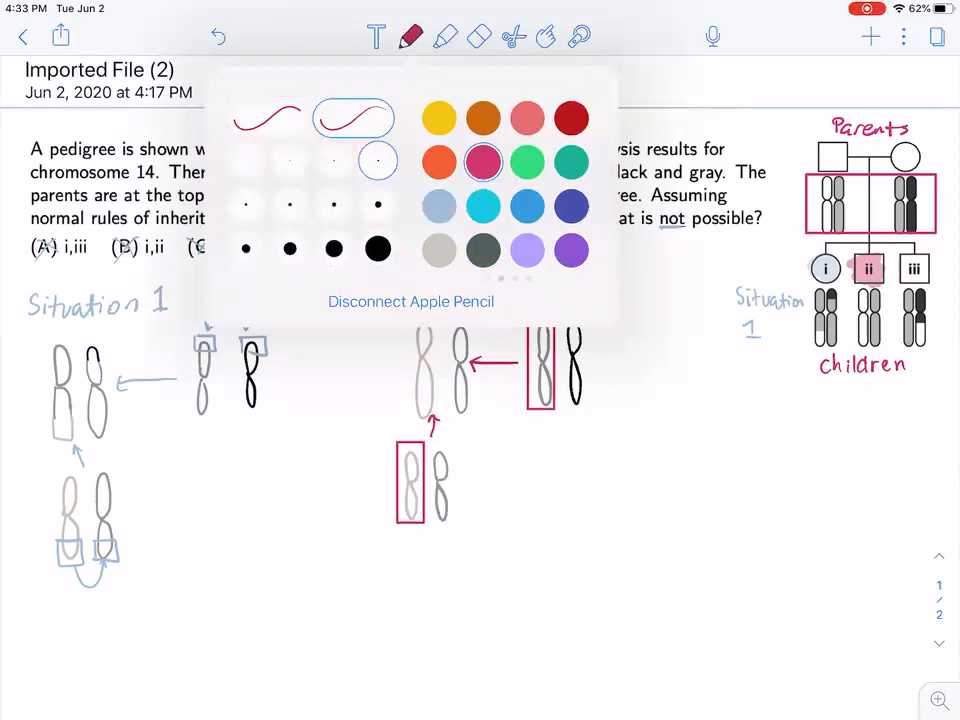 4:33 PM Tue Jun 2
62%
T
Imported File (2)
Jun 2, 2020 at 4:17 PM
A pedigree is shown w
ysis results for
chromosome 14. Ther
lack and gray. The
parents are at the top
ree. Assuming
normal rules of inherit
at is not possible?
(A) i,iii (B) i,ii
Disconnect Apple Pencil
Parents
i ii iii
Situation 1
Situation
1
children
1
/
2